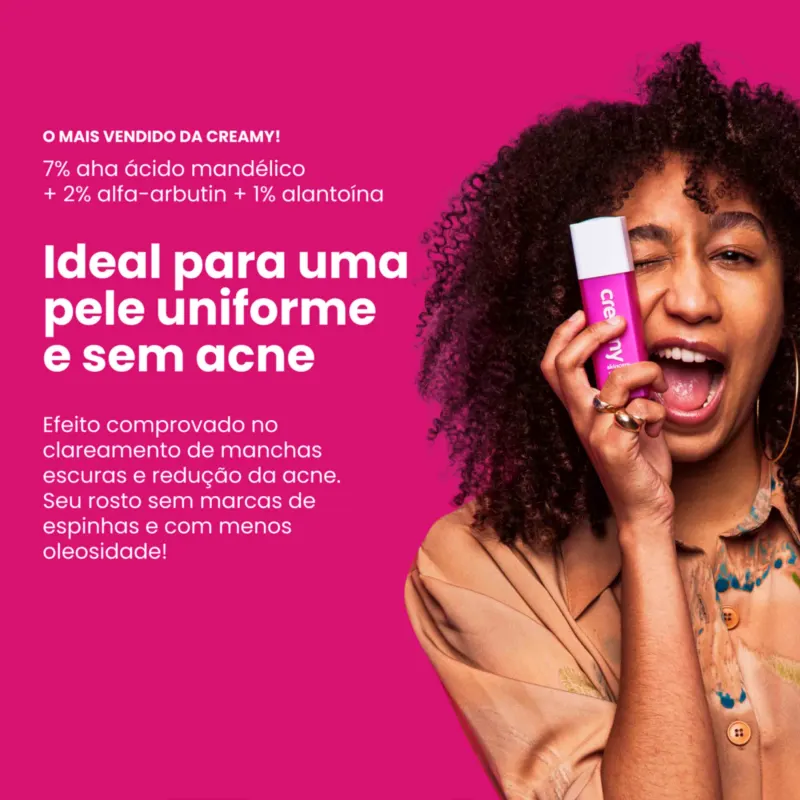 O MAIS VENDIDO DA CREAMY!
7% aha ácido mandélico
+ 2% alfa-arbutin + 1% alantoína
Ideal para uma
pele uniforme
e sem acne
Efeito comprovado no
clareamento de manchas
escuras e redução da acne.
Seu rosto sem marcas de
espinhas e com menos
oleosidade!